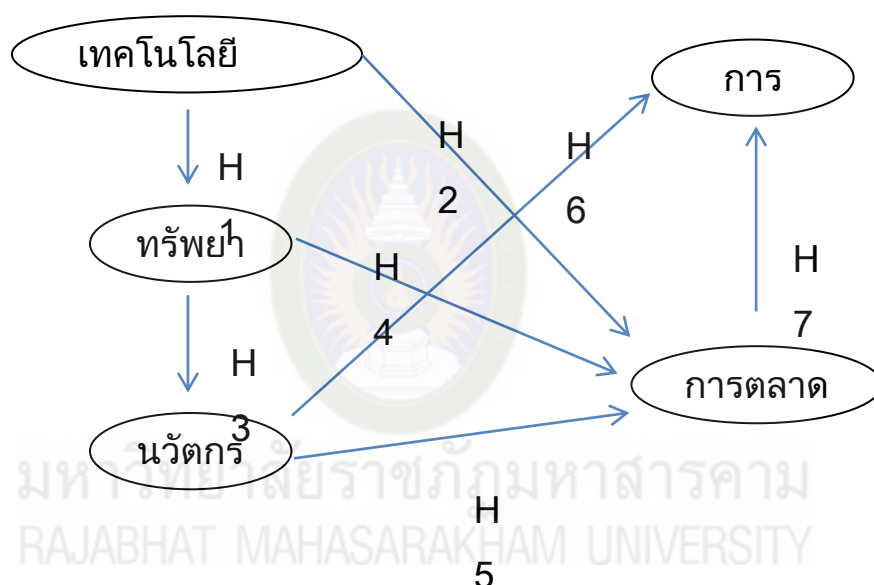 เทคโนโลยี
การ
H
2
H
6
H
1
ทรัพยา
H
4
H
7
H
3
การตลาด
นวัตกร
มหาวิทยาลัยราชภัฏมหาสารคาม
RAJABHAT MAHASARAKHAM UNIVERSITY
H
5